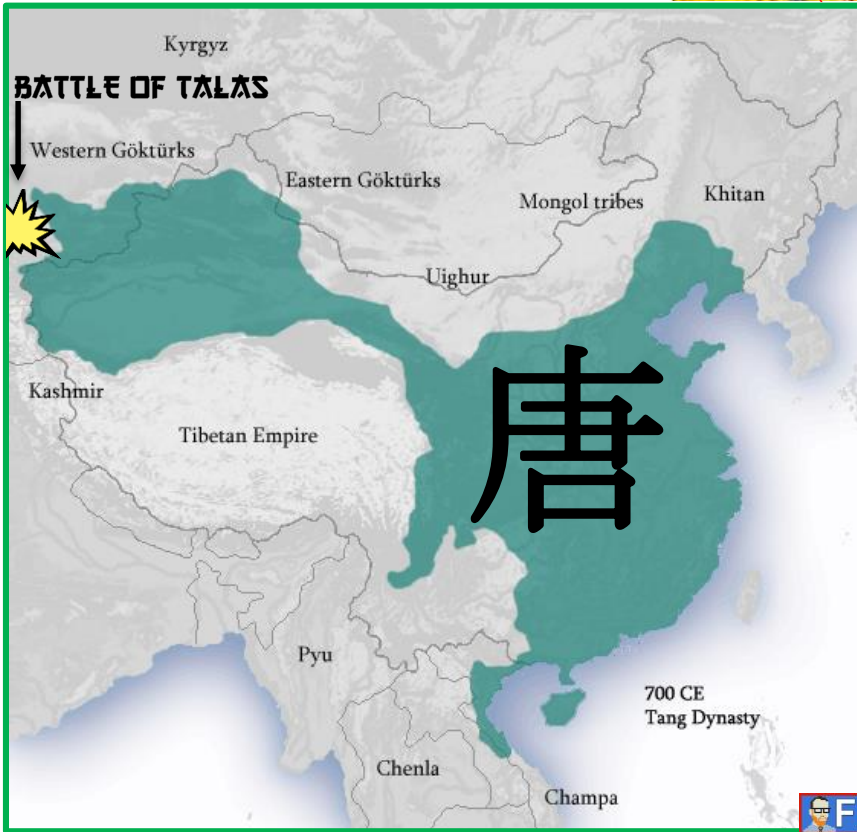 Kyrgyz
BATTLE OF TALAS
Western Göktürks
Eastern Göktürks
Mongol tribes
Khitan
Uighur
Kashmir
Tibetan Empire
唐
Pyu
700 CE
Tang Dynasty
Chenla
Champa
F